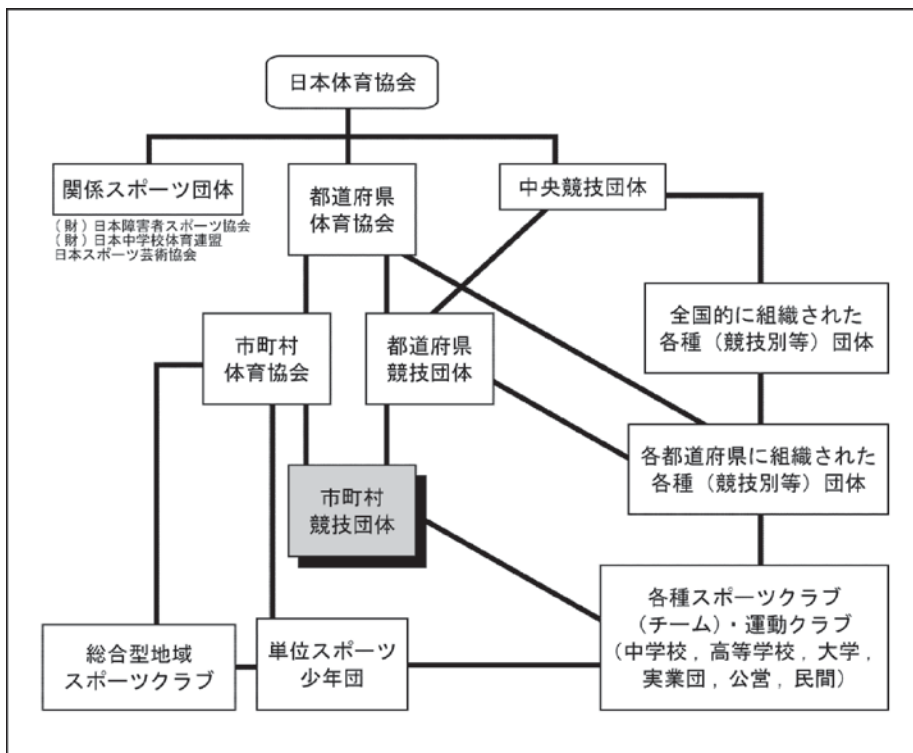 日本体育協会
関係スポーツ団体
(財)日本障害者スポーツ協会
(財)日本中学校体育連盟
日本スポーツ芸術協会
都道府県
体育協会
中央競技団体
市町村
体育協会
都道府県
競技団体
全国的に組織された
各種(競技別等)団体
各都道府県に組織された
各種(競技別等)団体
市町村
競技団体
総合型地域
スポーツクラブ
単位スポーツ
少年団
各種スポーツクラブ
(チーム)・運動クラブ
(中学校,高等学校,大学,
実業団,公営,民間)